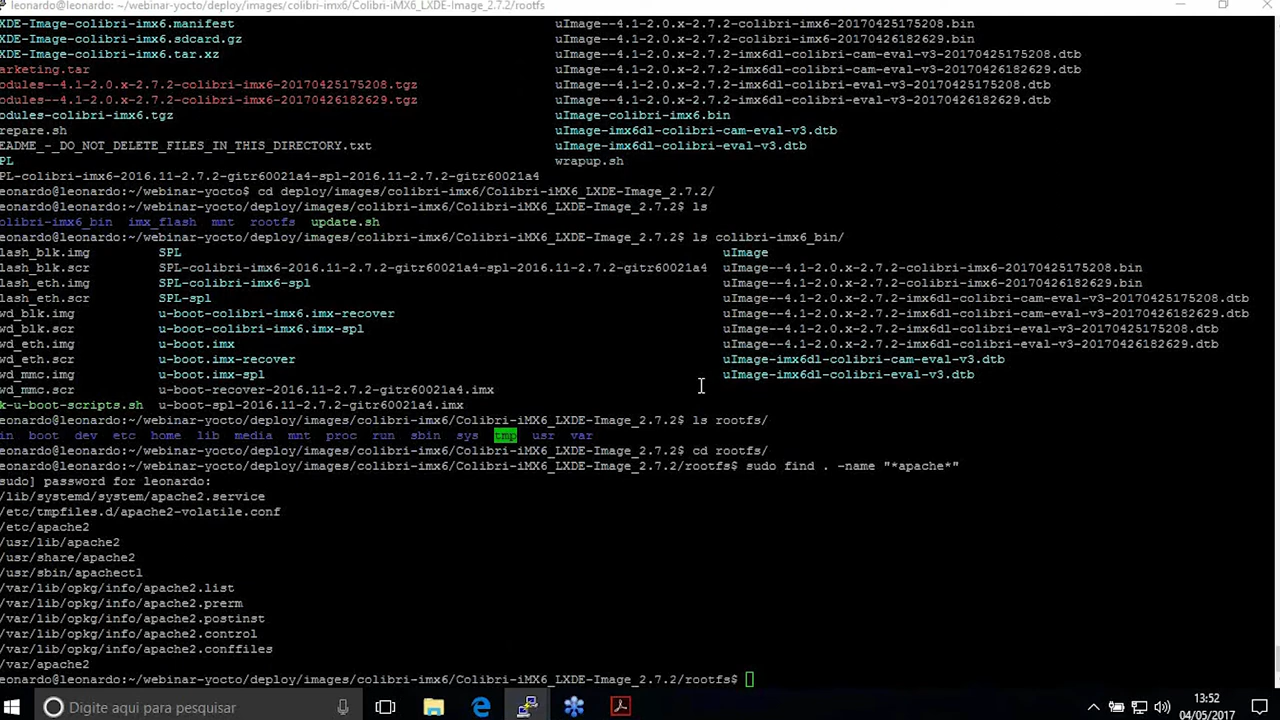 leonardo@leonardo: ~/webinar-yocto/deploy/images/colibri-imx6/Colibri-iMX6_LXDE-Image_2.7.2/rootfs
XDE-Image-colibri-imx6.manifest uImage--4.1-2.0.x-2.7.2-colibri-imx6-20170425175208.bin
XDE-Image-colibri-imx6.sdcard.gz uImage--4.1-2.0.x-2.7.2-colibri-imx6-20170426182629.bin
XDE-Image-colibri-imx6.tar.xz uImage--4.1-2.0.x-2.7.2-imx6dl-colibri-cam-eval-v3-20170425175208.dtb
arketing.tar uImage--4.1-2.0.x-2.7.2-imx6dl-colibri-cam-eval-v3-20170426182629.dtb
odules--4.1-2.0.x-2.7.2-colibri-imx6-20170425175208.tgz uImage--4.1-2.0.x-2.7.2-imx6dl-colibri-eval-v3-20170425175208.dtb
odules--4.1-2.0.x-2.7.2-colibri-imx6-20170426182629.tgz uImage--4.1-2.0.x-2.7.2-imx6dl-colibri-eval-v3-20170426182629.dtb
odules-colibri-imx6.tgz uImage-colibri-imx6.bin
repare.sh uImage-imx6dl-colibri-cam-eval-v3.dtb
EADME_-_DO_NOT_DELETE_FILES_IN_THIS_DIRECTORY.txt uImage-imx6dl-colibri-eval-v3.dtb
PL wrapup.sh
PL-colibri-imx6-2016.11-2.7.2-gitr60021a4-spl-2016.11-2.7.2-gitr60021a4
eonardo@leonardo:~/webinar-yocto$ cd deploy/images/colibri-imx6/Colibri-iMX6_LXDE-Image_2.7.2/
eonardo@leonardo:~/webinar-yocto/deploy/images/colibri-imx6/Colibri-iMX6_LXDE-Image_2.7.2$ ls
olibri-imx6_bin imx_flash mnt rootfs update.sh
eonardo@leonardo:~/webinar-yocto/deploy/images/colibri-imx6/Colibri-iMX6_LXDE-Image_2.7.2$ ls colibri-imx6_bin/
lash_blk.img SPL uImage
lash_blk.scr SPL-colibri-imx6-2016.11-2.7.2-gitr60021a4-spl-2016.11-2.7.2-gitr60021a4 uImage--4.1-2.0.x-2.7.2-colibri-imx6-20170425175208.bin
lash_eth.img SPL-colibri-imx6-spl uImage--4.1-2.0.x-2.7.2-colibri-imx6-20170426182629.bin
lash_eth.scr SPL-spl uImage--4.1-2.0.x-2.7.2-imx6dl-colibri-cam-eval-v3-20170425175208.dtb
wd_blk.img u-boot-colibri-imx6.imx-recover uImage--4.1-2.0.x-2.7.2-imx6dl-colibri-cam-eval-v3-20170426182629.dtb
wd_blk.scr u-boot-colibri-imx6.imx-spl uImage--4.1-2.0.x-2.7.2-imx6dl-colibri-eval-v3-20170425175208.dtb
wd_eth.img u-boot.imx uImage--4.1-2.0.x-2.7.2-imx6dl-colibri-eval-v3-20170426182629.dtb
wd_eth.scr u-boot.imx-recover uImage-imx6dl-colibri-cam-eval-v3.dtb
wd_mmc.img u-boot.imx-spl uImage-imx6dl-colibri-eval-v3.dtb
wd_mmc.scr u-boot-recover-2016.11-2.7.2-gitr60021a4.imx
k-u-boot-scripts.sh u-boot-spl-2016.11-2.7.2-gitr60021a4.imx
eonardo@leonardo:~/webinar-yocto/deploy/images/colibri-imx6/Colibri-iMX6_LXDE-Image_2.7.2$ ls rootfs/
in boot dev etc home lib media mnt proc run sbin sys tmp usr var
eonardo@leonardo:~/webinar-yocto/deploy/images/colibri-imx6/Colibri-iMX6_LXDE-Image_2.7.2$ cd rootfs/
eonardo@leonardo:~/webinar-yocto/deploy/images/colibri-imx6/Colibri-iMX6_LXDE-Image_2.7.2/rootfs$ sudo find . -name "*apache*"
sudo] password for leonardo:
/lib/systemd/system/apache2.service
/etc/tmpfiles.d/apache2-volatile.conf
/etc/apache2
/usr/lib/apache2
/usr/share/apache2
/usr/sbin/apachectl
/var/lib/opkg/info/apache2.list
/var/lib/opkg/info/apache2.prerm
/var/lib/opkg/info/apache2.postinst
/var/lib/opkg/info/apache2.control
/var/lib/opkg/info/apache2.conffiles
/var/apache2
eonardo@leonardo:~/webinar-yocto/deploy/images/colibri-imx6/Colibri-iMX6_LXDE-Image_2.7.2/rootfs$
Digite aqui para pesquisar
13:52
04/05/2017